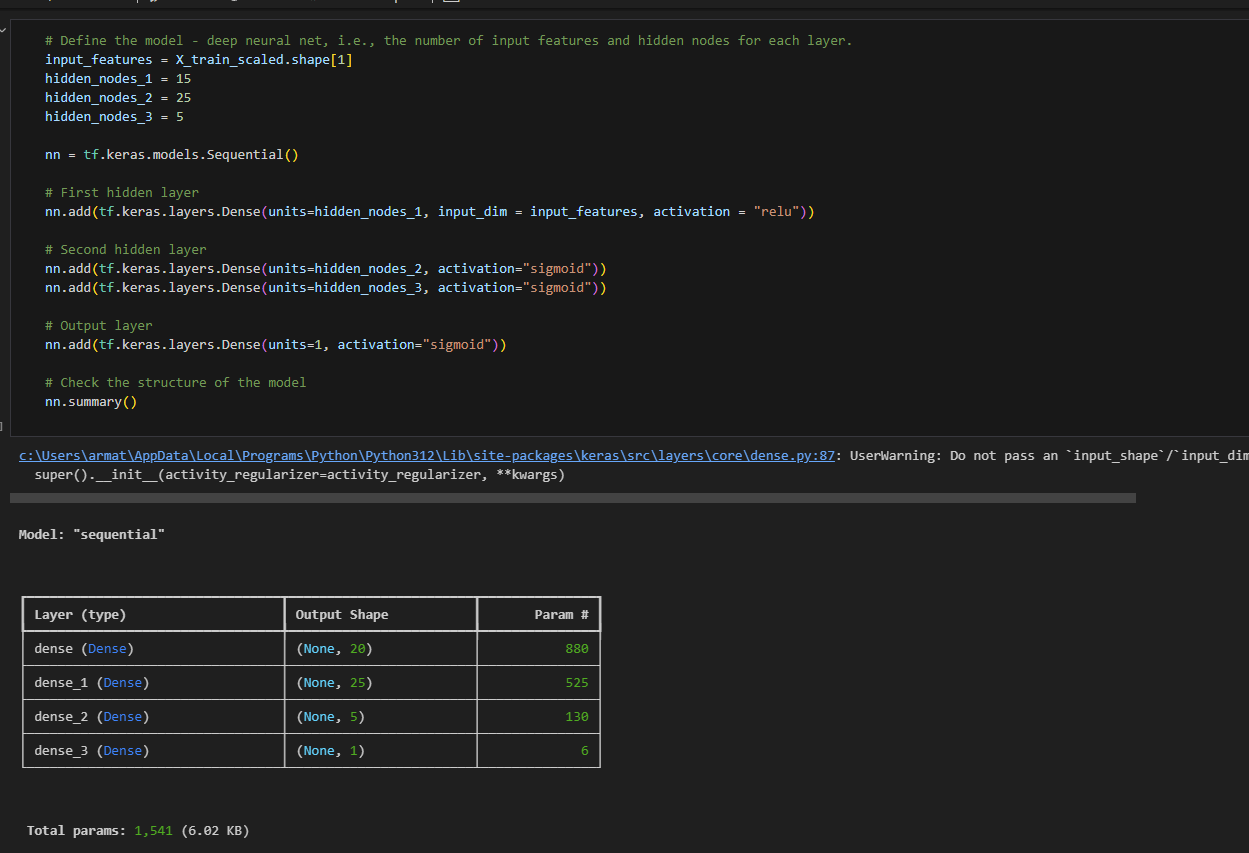 # Define the model - deep neural net, i.e., the number of input features and hidden nodes for each layer.
input_features = X_train_scaled.shape[1]
hidden_nodes_1 = 15
hidden_nodes_2 = 25
hidden_nodes_3 = 5
nn = tf.keras.models.Sequential()
# First hidden layer
nn.add(tf.keras.layers.Dense(units=hidden_nodes_1, input_dim = input_features, activation = "relu"))
# Second hidden layer
nn.add(tf.keras.layers.Dense(units=hidden_nodes_2, activation="sigmoid"))
nn.add(tf.keras.layers.Dense(units=hidden_nodes_3, activation="sigmoid"))
# Output layer
nn.add(tf.keras.layers.Dense(units=1, activation="sigmoid"))
# Check the structure of the model
nn.summary()
c:\Users\armat\AppData\Local\Programs\Python\Python312\Lib\site-packages\keras\src\layers\core\dense.py:87: UserWarning: Do not pass an `input_shape`/`input_dim
super().__init__(activity_regularizer=activity_regularizer, **kwargs)
Model: "sequential"
Layer (type) Output Shape Param #
dense (Dense) (None, 20) 880
dense_1 (Dense) (None, 25) 525
dense_2 (Dense) (None, 5) 130
dense_3 (Dense) (None, 1) 6
Total params: 1,541 (6.02 KB)